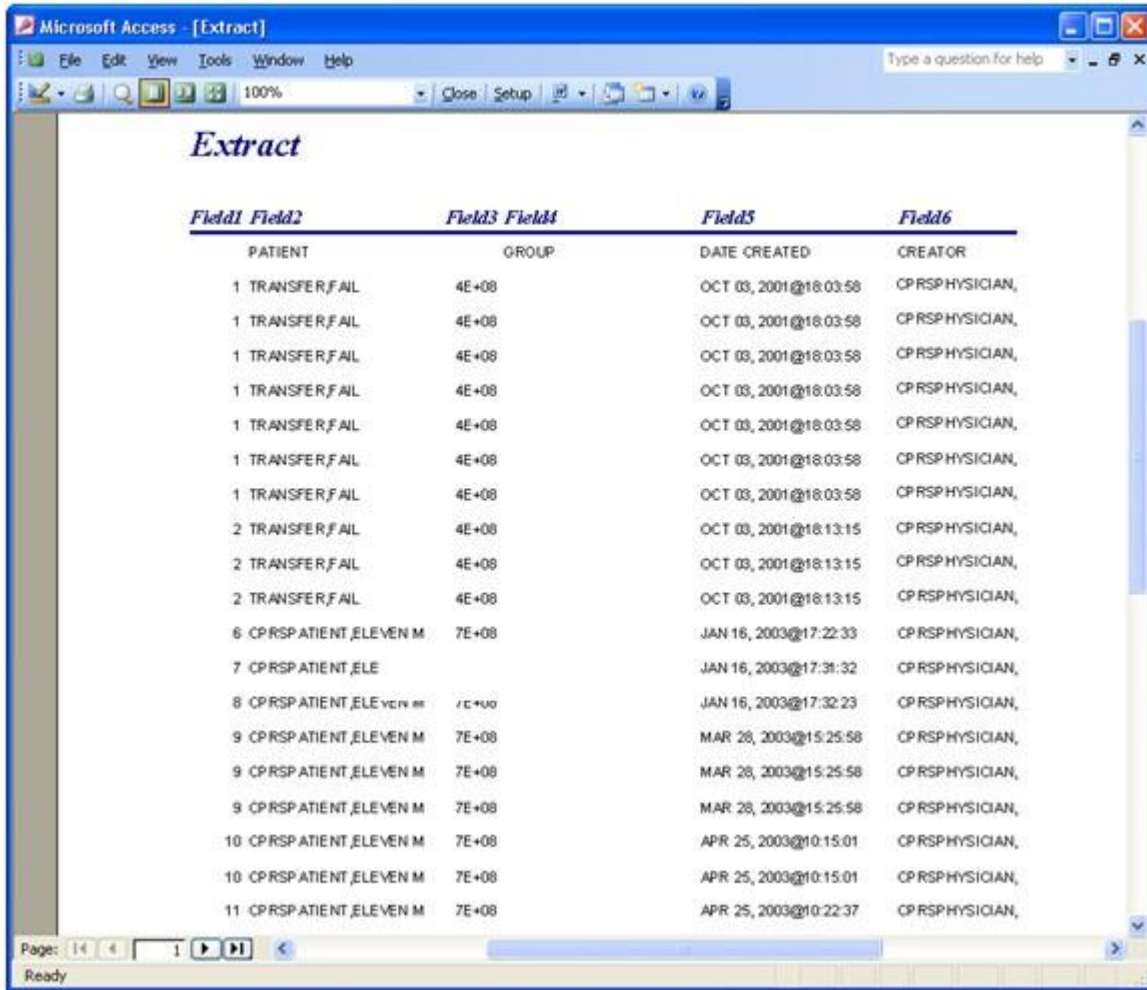 Microsoft Access - [Extract]
File Edit View Tools Window Help Type a question for help
100% Close Setup
Extract
Field1 Field2 Field3 Field4 Field5 Field6
PATIENT GROUP DATE CREATED CREATOR
1 TRANSFER,FAIL 4E+08 OCT 03, 2001@18:03:58 CPRSPHYSICIAN,
1 TRANSFER,FAIL 4E+08 OCT 03, 2001@18:03:58 CPRSPHYSICIAN,
1 TRANSFER,FAIL 4E+08 OCT 03, 2001@18:03:58 CPRSPHYSICIAN,
1 TRANSFER,FAIL 4E+08 OCT 03, 2001@18:03:58 CPRSPHYSICIAN,
1 TRANSFER,FAIL 4E+08 OCT 03, 2001@18:03:58 CPRSPHYSICIAN,
1 TRANSFER,FAIL 4E+08 OCT 03, 2001@18:03:58 CPRSPHYSICIAN,
1 TRANSFER,FAIL 4E+08 OCT 03, 2001@18:03:58 CPRSPHYSICIAN,
2 TRANSFER,FAIL 4E+08 OCT 03, 2001@18:13:15 CPRSPHYSICIAN,
2 TRANSFER,FAIL 4E+08 OCT 03, 2001@18:13:15 CPRSPHYSICIAN,
2 TRANSFER,FAIL 4E+08 OCT 03, 2001@18:13:15 CPRSPHYSICIAN,
6 CPRSPATIENT,ELEVEN M 7E+08 JAN 16, 2003@17:22:33 CPRSPHYSICIAN,
7 CPRSPATIENT,ELE JAN 16, 2003@17:31:32 CPRSPHYSICIAN,
8 CPRSPATIENT,ELEVEN M JAN 16, 2003@17:32:23 CPRSPHYSICIAN,
9 CPRSPATIENT,ELEVEN M 7E+08 MAR 28, 2003@15:25:58 CPRSPHYSICIAN,
9 CPRSPATIENT,ELEVEN M 7E+08 MAR 28, 2003@15:25:58 CPRSPHYSICIAN,
9 CPRSPATIENT,ELEVEN M 7E+08 MAR 28, 2003@15:25:58 CPRSPHYSICIAN,
10 CPRSPATIENT,ELEVEN M 7E+08 APR 25, 2003@10:15:01 CPRSPHYSICIAN,
10 CPRSPATIENT,ELEVEN M 7E+08 APR 25, 2003@10:15:01 CPRSPHYSICIAN,
11 CPRSPATIENT,ELEVEN M 7E+08 APR 25, 2003@10:22:37 CPRSPHYSICIAN,
Page: 1
Ready